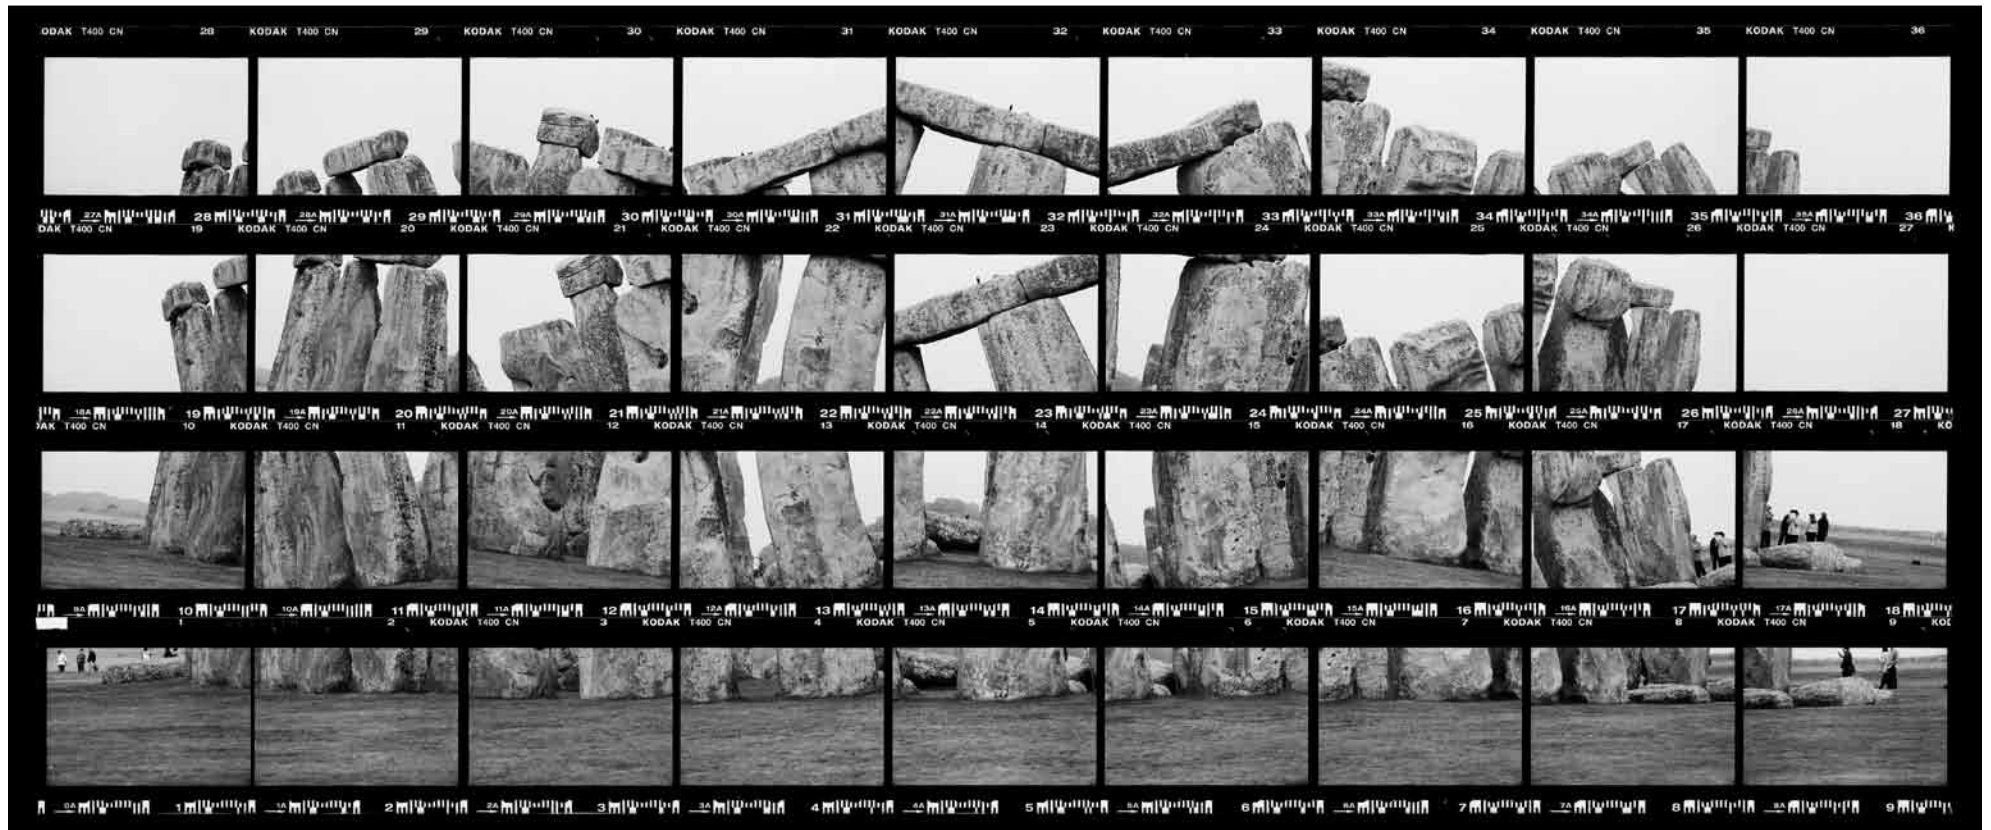 ODAK T400 CN 28 KODAK T400 CN 29 KODAK T400 CN 30 KODAK T400 CN 31 KODAK T400 CN 32 KODAK T400 CN 33 KODAK T400 CN 34 KODAK T400 CN 35 KODAK T400 CN 36
27A 28 28A 29 29A 30 30A 31 31A 32 32A 33 33A 34 34A 35 35A 36
DAK T400 CN 19 KODAK T400 CN 20 KODAK T400 CN 21 KODAK T400 CN 22 KODAK T400 CN 23 KODAK T400 CN 24 KODAK T400 CN 25 KODAK T400 CN 26 KODAK T400 CN 27 K
18A 19 19A 20 20A 21 21A 22 22A 23 23A 24 24A 25 25A 26 26A 27
DAK T400 CN 10 KODAK T400 CN 11 KODAK T400 CN 12 KODAK T400 CN 13 KODAK T400 CN 14 KODAK T400 CN 15 KODAK T400 CN 16 KODAK T400 CN 17 KODAK T400 CN 18 KO
9A 10 10A 11 11A 12 12A 13 13A 14 14A 15 15A 16 16A 17 17A 18
1 2 KODAK T400 CN 3 KODAK T400 CN 4 KODAK T400 CN 5 KODAK T400 CN 6 KODAK T400 CN 7 KODAK T400 CN 8 KODAK T400 CN 9 KOD
0A 1 1A 2 2A 3 3A 4 4A 5 5A 6 6A 7 7A 8 8A 9